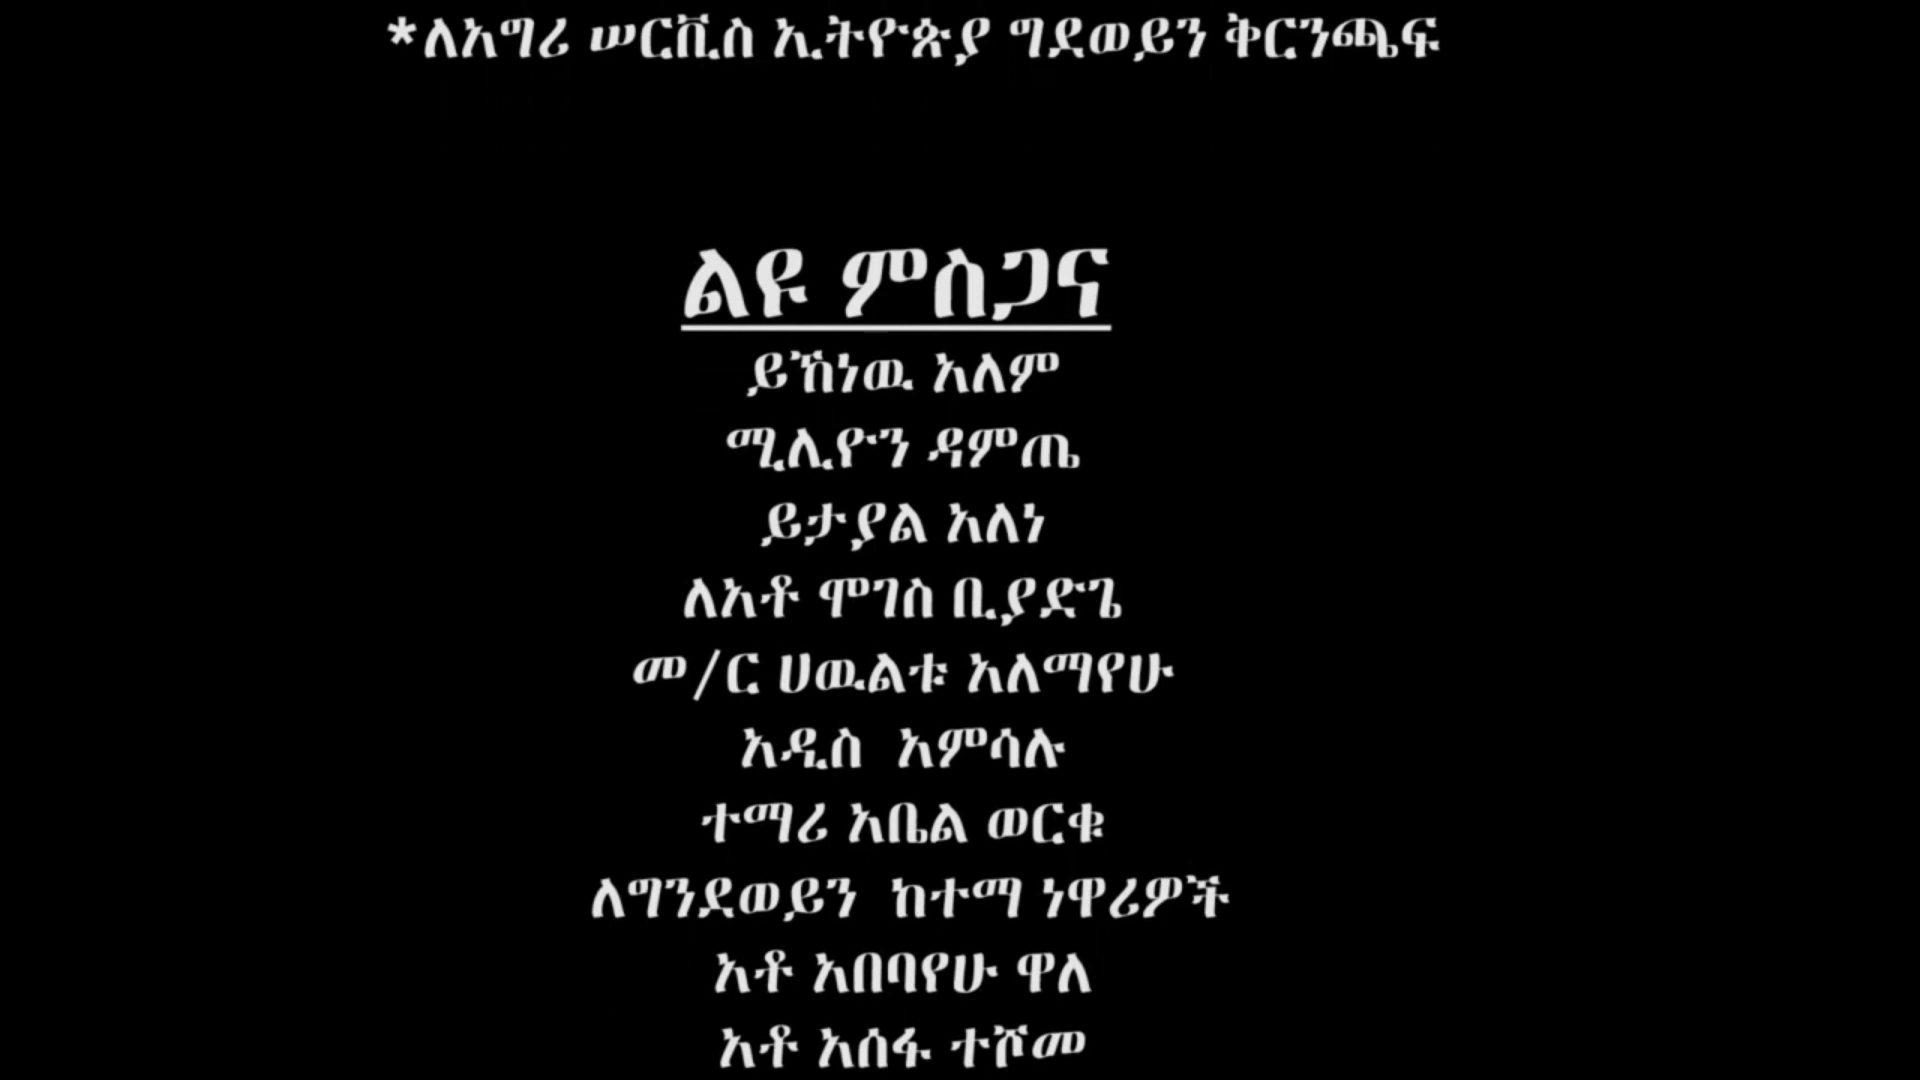 *ለአግሪ ሠርቪስ ኢትዮጵያ ግደወይን ቅርንጫፍ
ልዩ ምስጋና
ይኸነዉ አለም
ሚሊዮን ዳምጤ
ይታያል አለነ
ለአቶ ሞገስ ቢያድጌ
መ/ር ሀዉልቱ አለማየሁ
አዲስ አምሳሉ
ተማሪ አቤል ወርቁ
ለግንደወይን ከተማ ነዋሪዎች
አቶ አበባየሁ ዋለ
አቶ አሰፋ ተሾመ